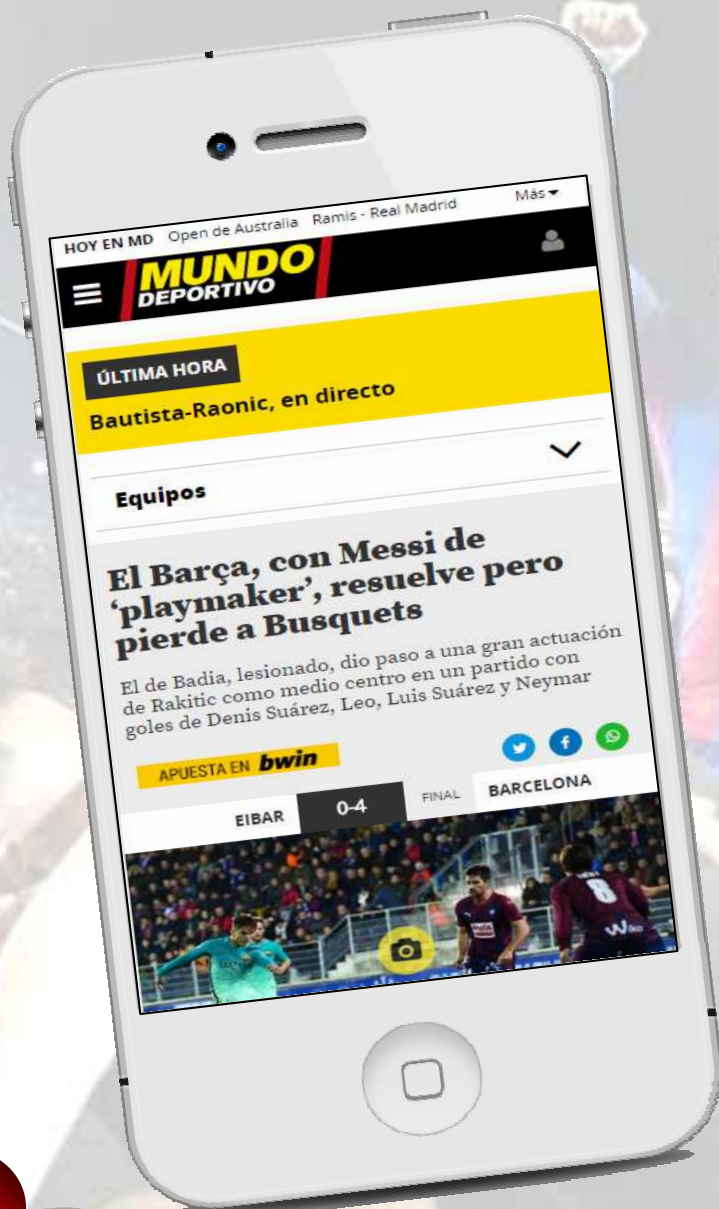 HOY EN MD Open de Australia Ramis - Real Madrid Más
MUNDO
DEPORTIVO
ÚLTIMA HORA
Bautista-Raonic, en directo
Equipos
El Barça, con Messi de
‘playmaker’, resuelve pero
pierde a Busquets
El de Badia, lesionado, dio paso a una gran actuación
de Rakitic como medio centro en un partido con
goles de Denis Suárez, Leo, Luis Suárez y Neymar
APUESTA EN bwin
EIBAR 0-4 FINAL BARCELONA
8
Wiko